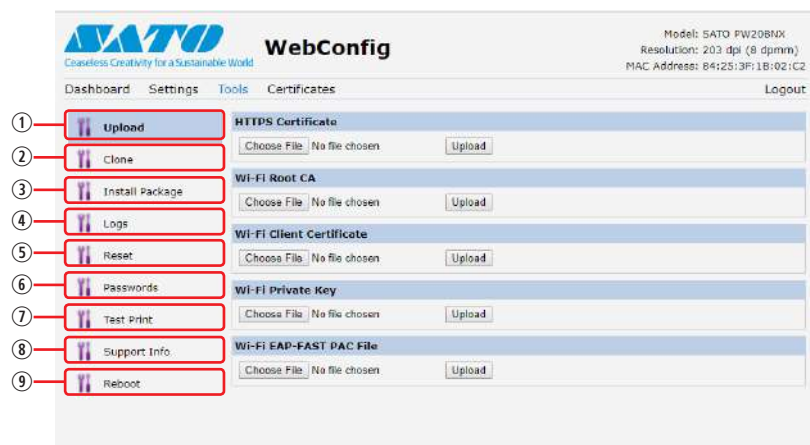 SATO
Ceaseless Creativity for a Sustainable World
WebConfig
Model: SATO PW208NX
Resolution: 203 dpi (8 dpmm)
MAC Address: 84:25:3F:1B:02:C2
Dashboard Settings Tools Certificates Logout
① Upload
② Clone
③ Install Package
④ Logs
⑤ Reset
⑥ Passwords
⑦ Test Print
⑧ Support Info
⑨ Reboot
HTTPS Certificate
Choose File No file chosen Upload
Wi-Fi Root CA
Choose File No file chosen Upload
Wi-Fi Client Certificate
Choose File No file chosen Upload
Wi-Fi Private Key
Choose File No file chosen Upload
Wi-Fi EAP-FAST PAC File
Choose File No file chosen Upload